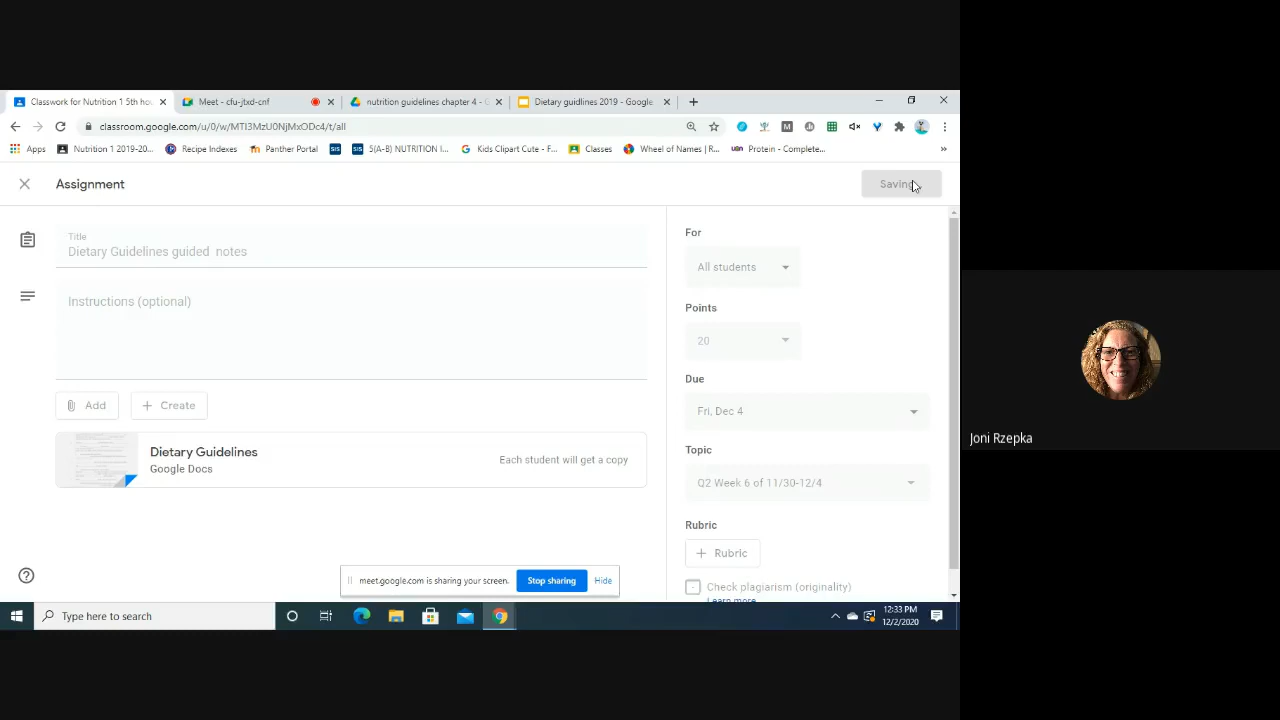 Classwork for Nutrition 1 5th hou
Meet - cfu-jtxd-cnf
nutrition guidelines chapter 4 - G
Dietary guidlines 2019 - Google
classroom.google.com/u/0/w/MTI3MzU0NjMxODc4/t/all
Apps
Nutrition 1 2019-20...
Recipe Indexes
Panther Portal
SIS
SIS
5(A-B) NUTRITION I...
Kids Clipart Cute - F...
Classes
Wheel of Names | R...
Protein - Complete...
Assignment
Saving
Title
Dietary Guidelines guided notes
Instructions (optional)
Add
Create
Dietary Guidelines
Google Docs
Each student will get a copy
For
All students
Points
20
Due
Fri, Dec 4
Topic
Q2 Week 6 of 11/30-12/4
Rubric
Rubric
Check plagiarism (originality)
Learn more
meet.google.com is sharing your screen.
Stop sharing
Hide
Type here to search
12:33 PM
12/2/2020
Joni Rzepka